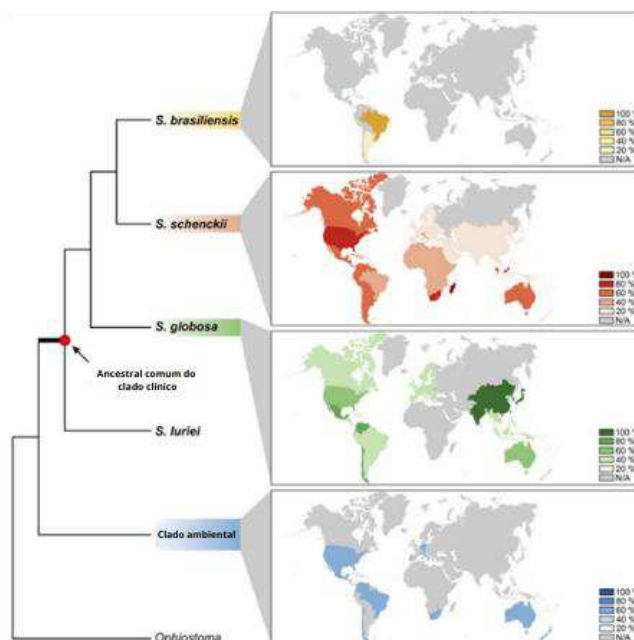 S. brasiliensis
100 %
80 %
60 %
40 %
20 %
N/A
S. schenckii
100 %
80 %
60 %
40 %
20 %
N/A
S. globosa
Ancestral comum do
clado clínico
100 %
80 %
60 %
40 %
20 %
N/A
S. luriei
Clado ambiental
100 %
80 %
60 %
40 %
20 %
N/A
Ophiostoma